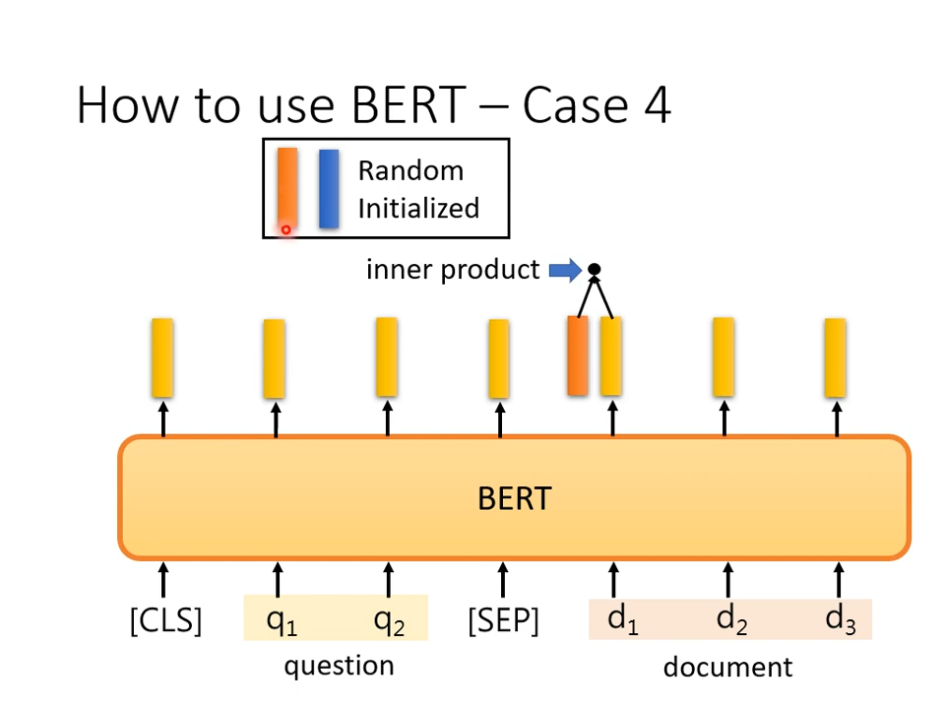 How to use BERT – Case 4
Random
Initialized
inner product
BERT
[CLS] q1 q2 [SEP] d1 d2 d3
question document